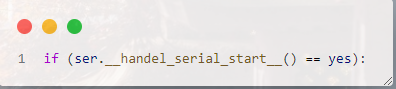 1 if (ser.__handel_serial_start__() == yes):